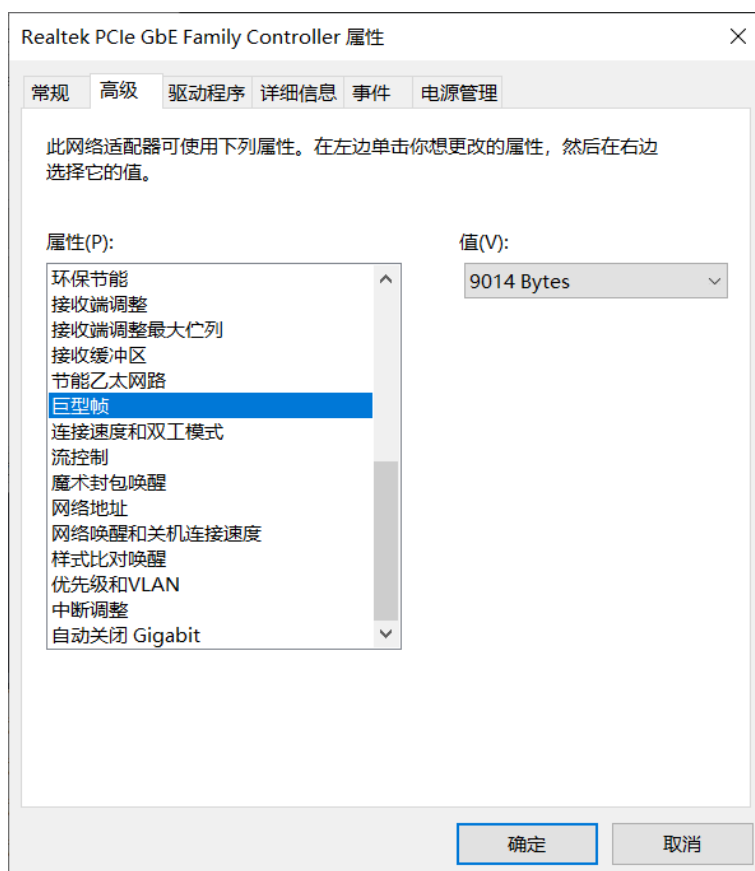 Realtek PCIe GbE Family Controller 属性
常规
高级
驱动程序
详细信息
事件
电源管理
此网络适配器可使用下列属性。在左边单击你想更改的属性，然后在右边
选择它的值。
属性(P):
值(V):
环保节能
接收端调整
接收端调整最大伫列
接收缓冲区
节能乙太网路
巨型帧
连接速度和双工模式
流控制
魔术封包唤醒
网络地址
网络唤醒和关机连接速度
样式比对唤醒
优先级和VLAN
中断调整
自动关闭 Gigabit
9014 Bytes
确定
取消